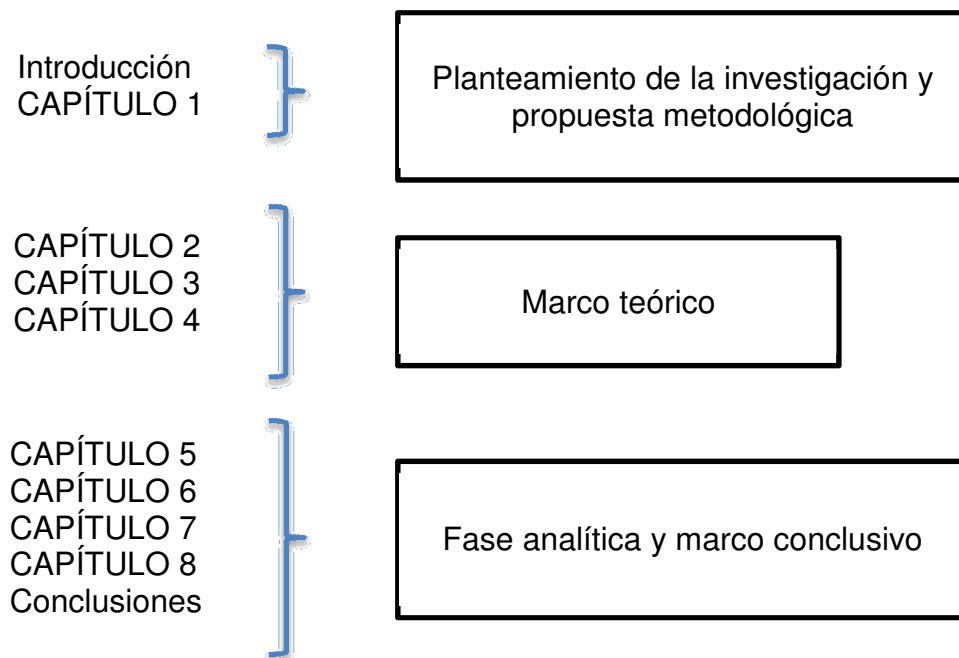 Introducción
CAPÍTULO 1
Planteamiento de la investigación y
propuesta metodológica
CAPÍTULO 2
CAPÍTULO 3
CAPÍTULO 4
Marco teórico
CAPÍTULO 5
CAPÍTULO 6
CAPÍTULO 7
CAPÍTULO 8
Conclusiones
Fase analítica y marco conclusivo